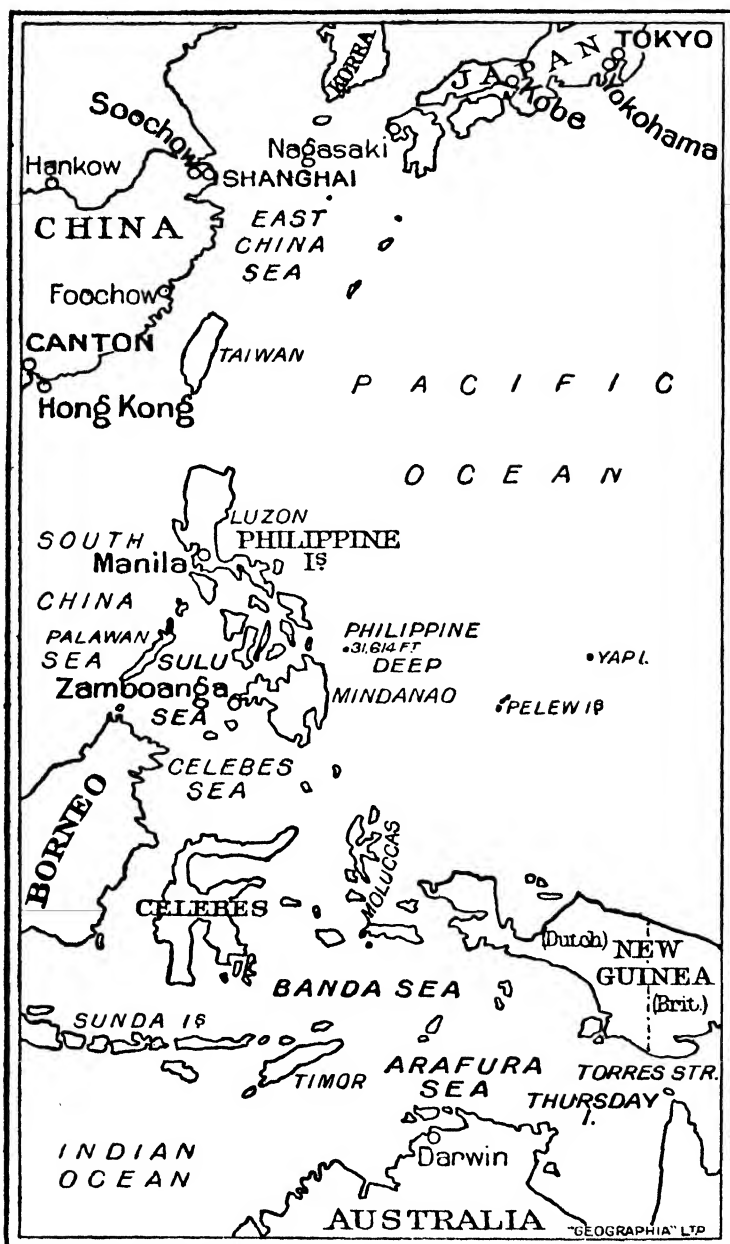 KOREA
JAPAN
TOKYO
Kobe
Yokohama
Soochow
Nagasaki
Hankow
SHANGHAI
CHINA
EAST
CHINA
SEA
Foochow
CANTON
TAIWAN
Hong Kong
PACIFIC
OCEAN
LUZON
SOUTH
PHILIPPINE
Is
Manila
CHINA
PALAWAN
SEA
SULU
PHILIPPINE
31,614 FT
DEEP
YAP I.
Zamboanga
MINDANAO
SEA
PELEW Is
CELEBES
SEA
BORNEO
MOLUCCAS
CELEBES
(Dutch)
NEW
GUINEA
(Brit.)
BANDA SEA
SUNDA Is
ARAFURA
SEA
TIMOR
TORRES STR.
THURSDAY
I.
INDIAN
OCEAN
Darwin
AUSTRALIA
"GEOGRAPHIA" LTD